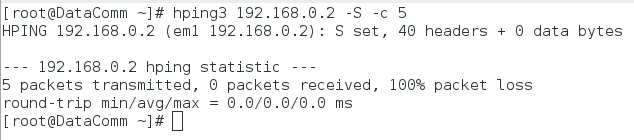 [root@DataComm ~]# hping3 192.168.0.2 -S -c 5
HPING 192.168.0.2 (em1 192.168.0.2): S set, 40 headers + 0 data bytes
--- 192.168.0.2 hping statistic ---
5 packets transmitted, 0 packets received, 100% packet loss
round-trip min/avg/max = 0.0/0.0/0.0 ms
[root@DataComm ~]#